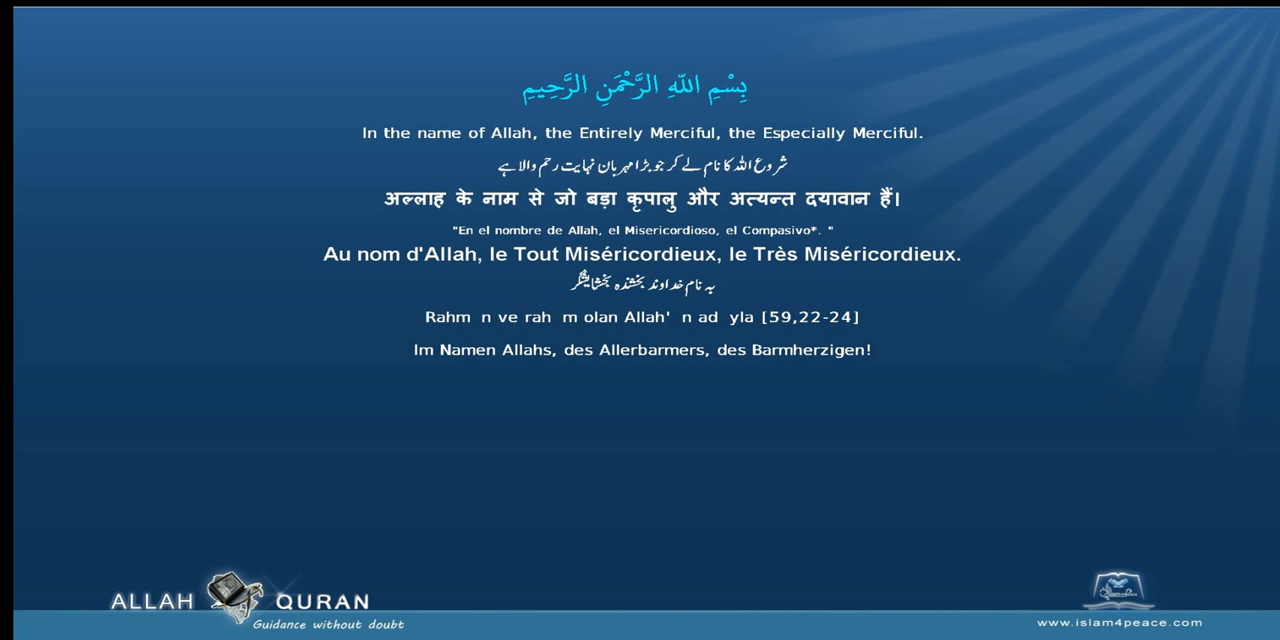 بِسْمِ اللَّهِ الرَّحْمَنِ الرَّحِيمِ
In the name of Allah, the Entirely Merciful, the Especially Merciful.
شروع اللہ کا نام لے کر جو بڑا مہربان نہایت رحم والا ہے
अल्लाह के नाम से जो बड़ा कृपालु और अत्यन्त दयावान हैं।
"En el nombre de Allah, el Misericordioso, el Compasivo*. "
Au nom d'Allah, le Tout Miséricordieux, le Très Miséricordieux.
به نام خداوند بخشنده بخشایشگر
Rahm n ve rah m olan Allah' n ad yla [59,22-24]
Im Namen Allahs, des Allerbarmers, des Barmherzigen!
ALLAH QURAN
Guidance without doubt
www.islam4peace.com